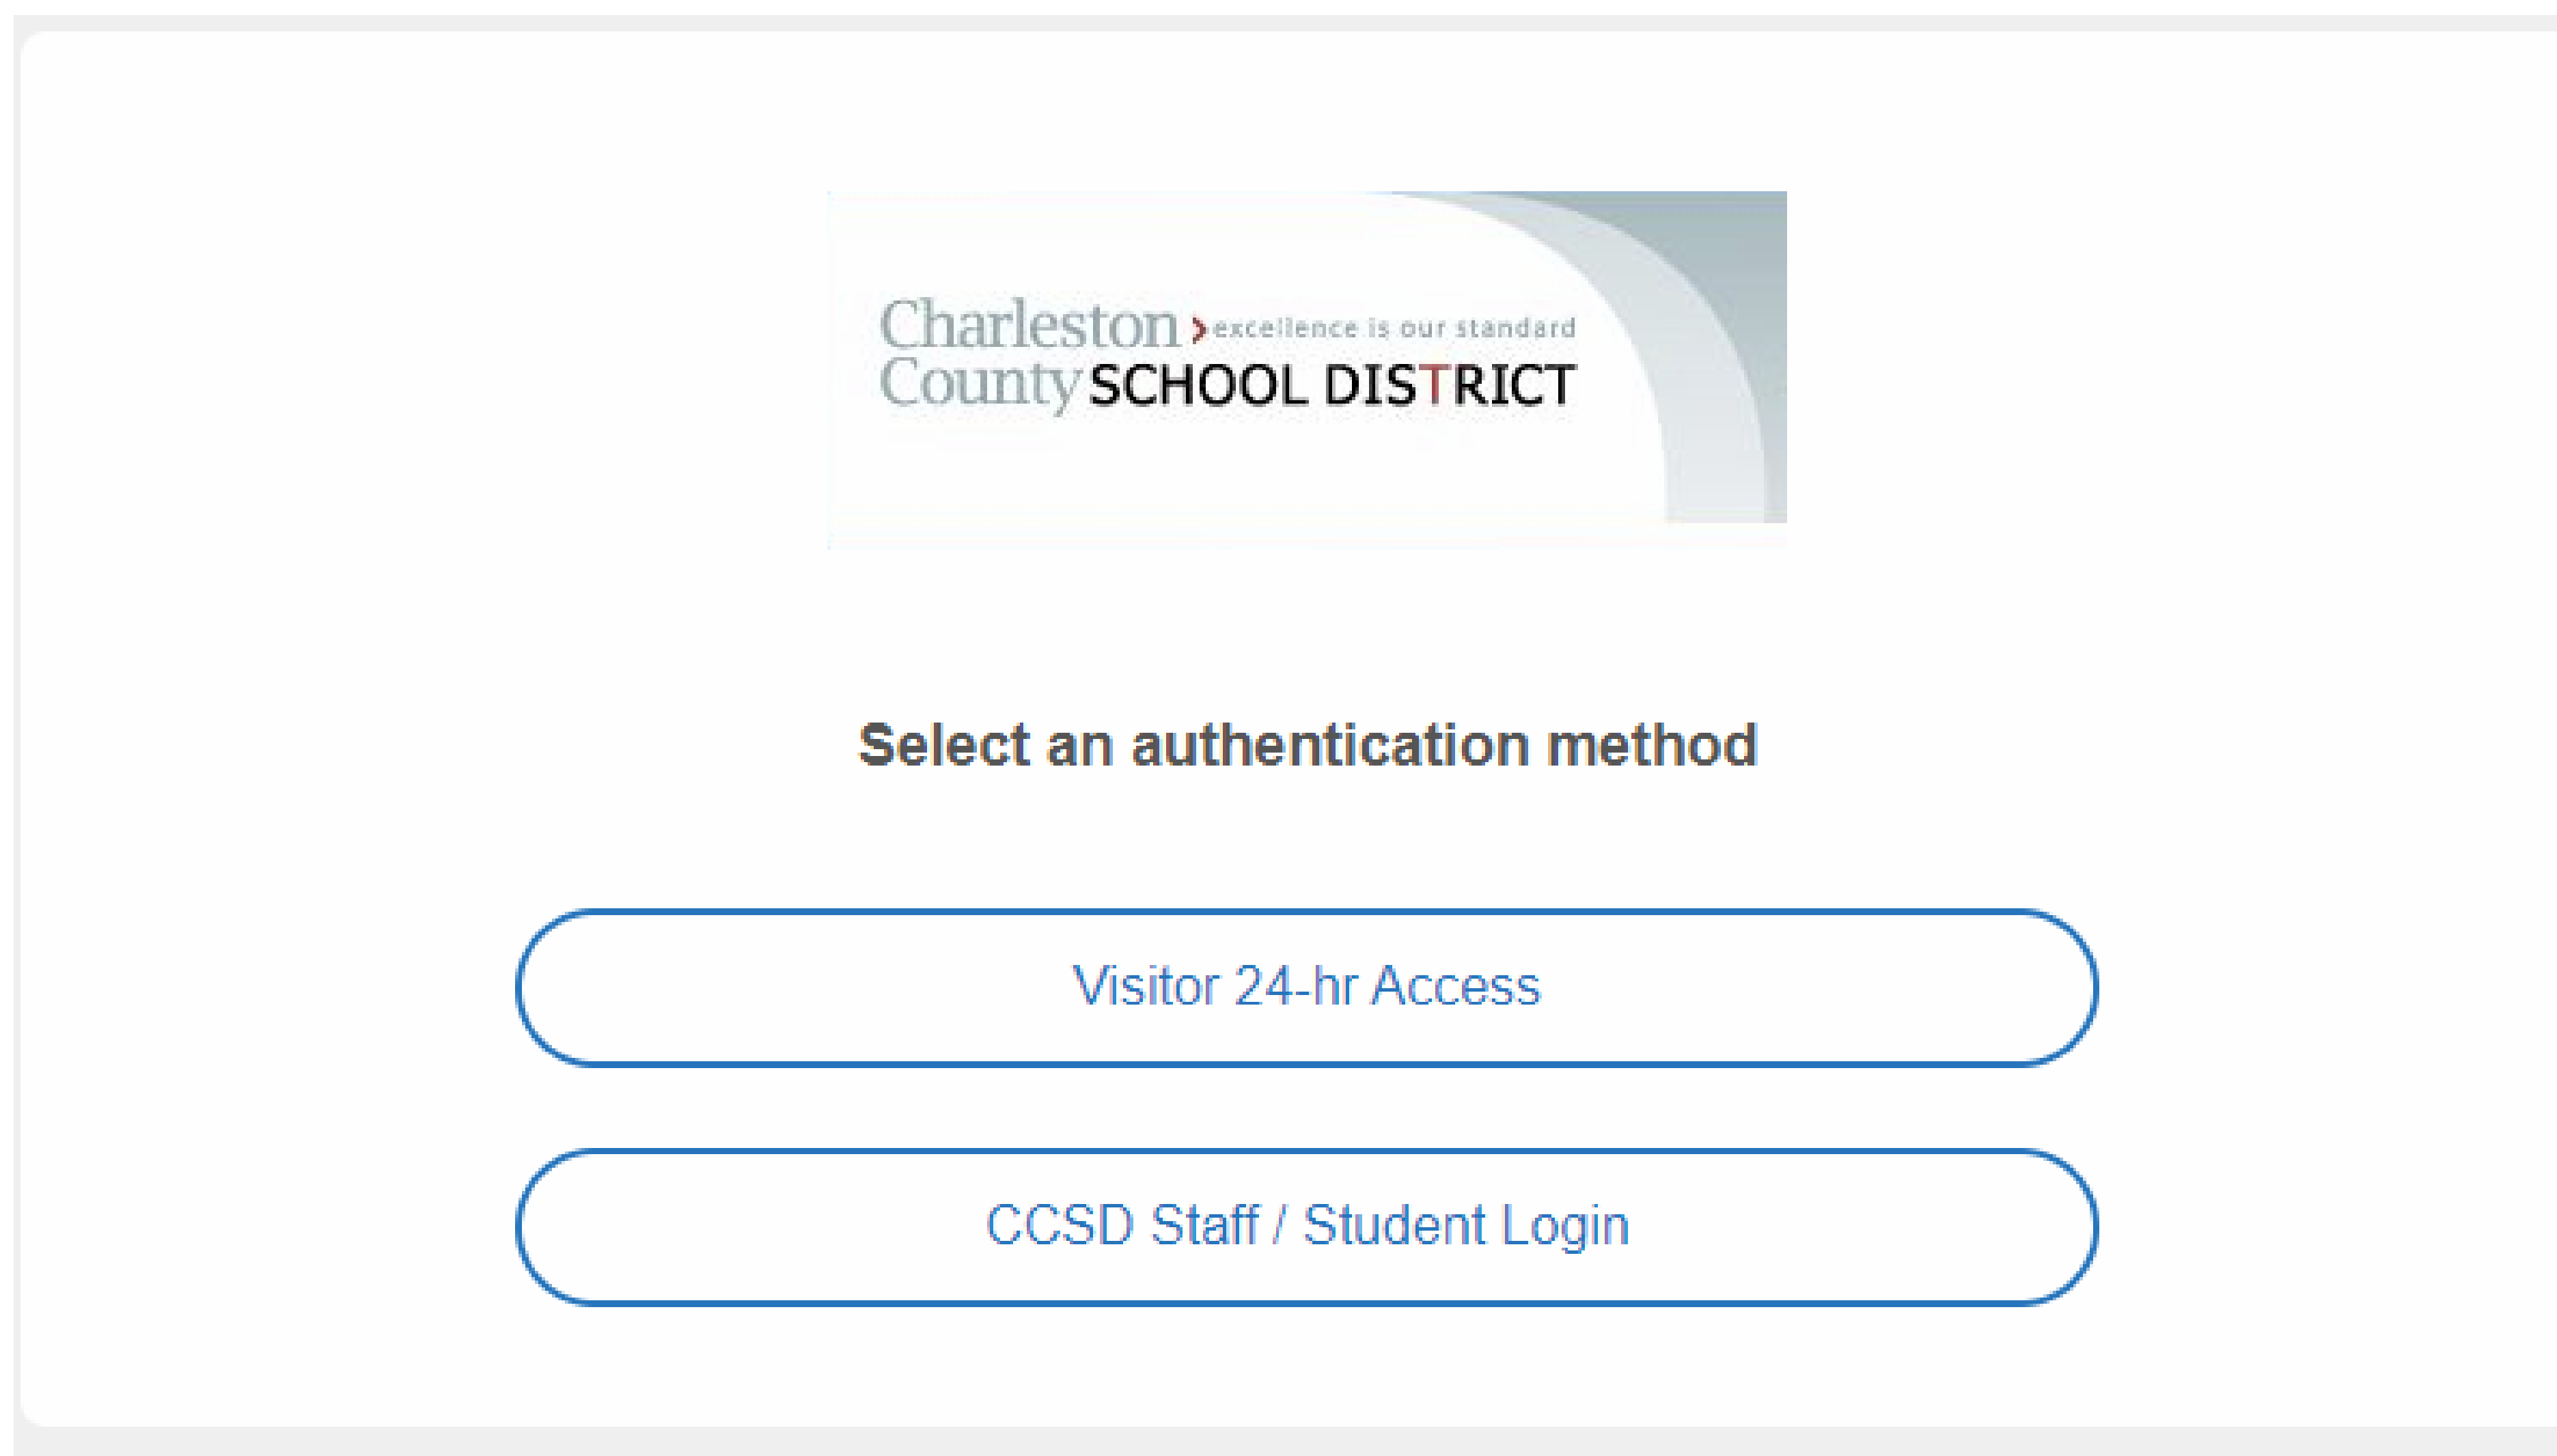 Charleston › excellence is our standard
County SCHOOL DISTRICT
Select an authentication method
Visitor 24-hr Access
CCSD Staff / Student Login